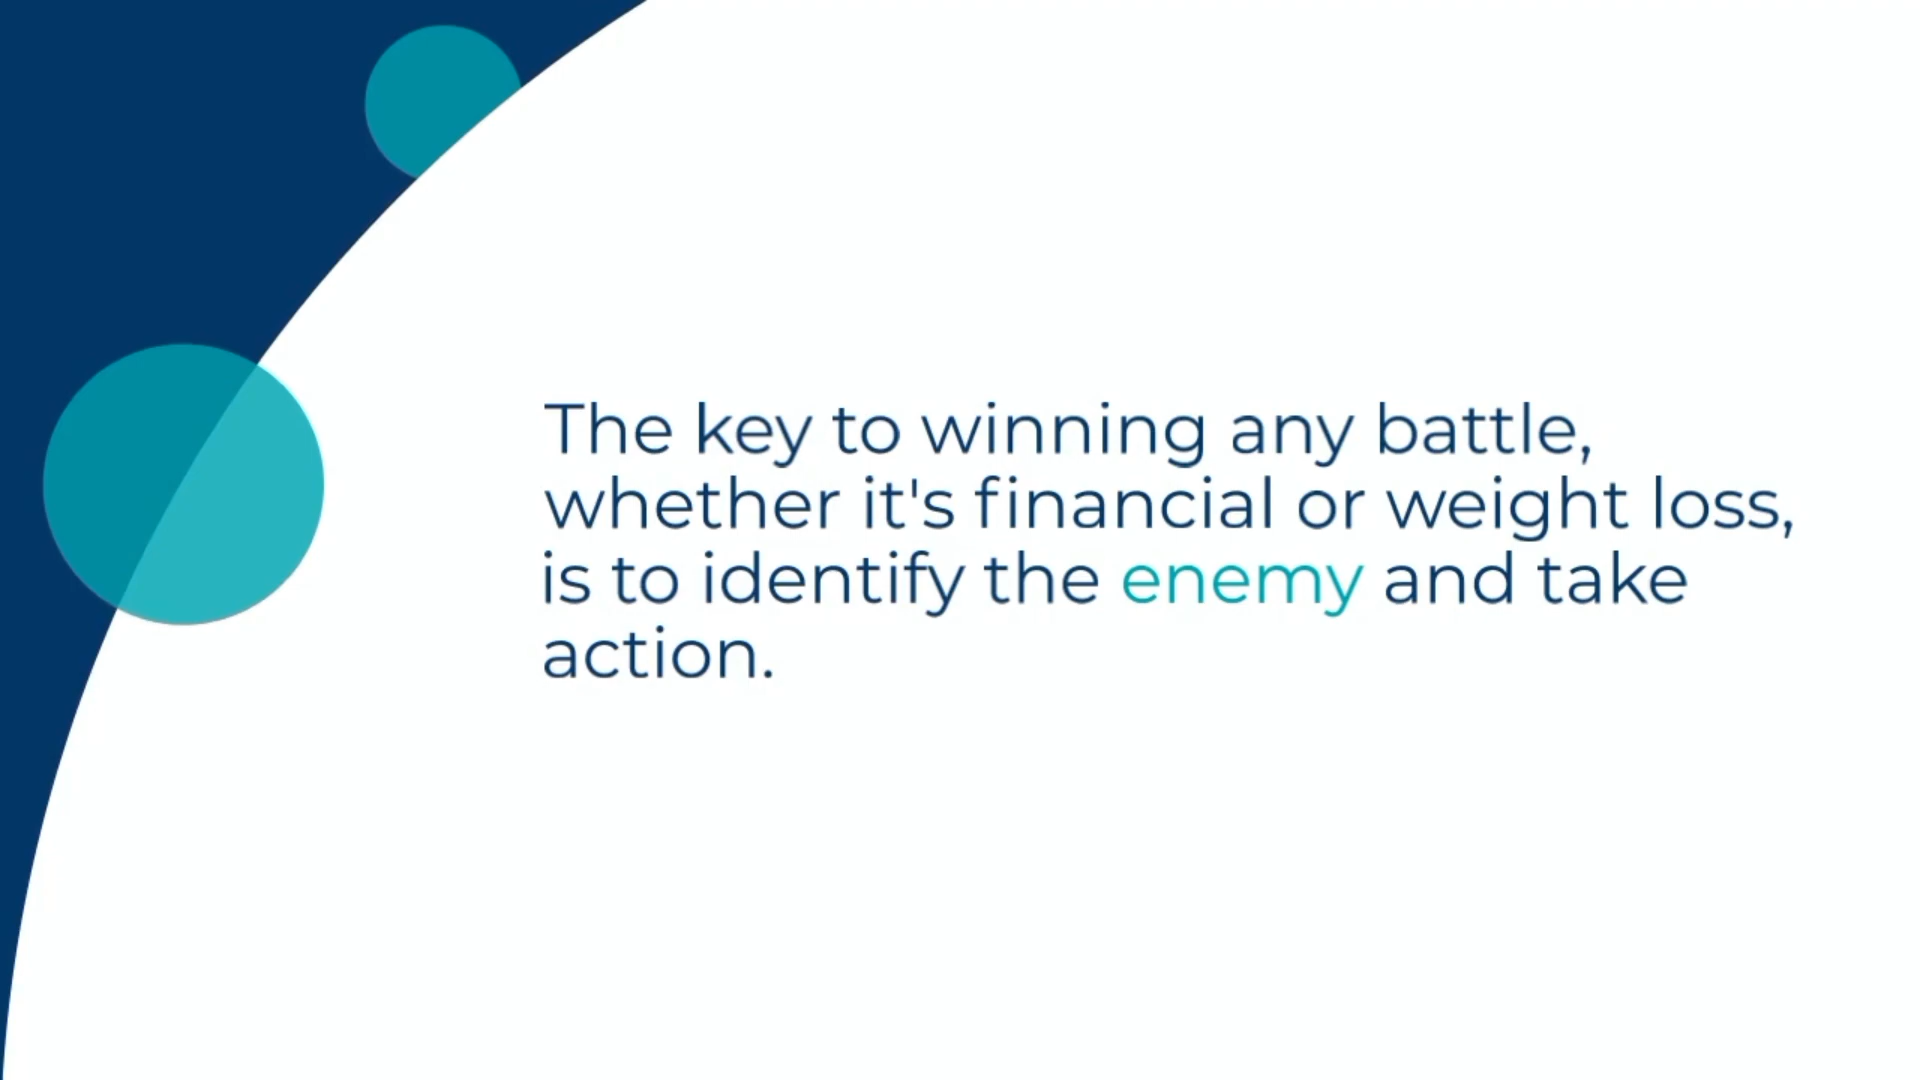 The key to winning any battle,
whether it's financial or weight loss,
is to identify the enemy and take
action.